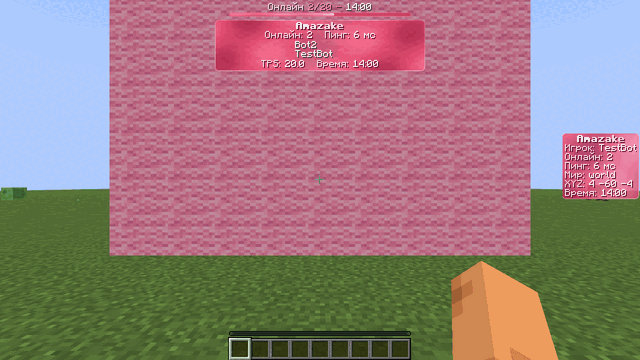 Онлайн 2/20 - 14:00
Amazake
Онлайн: 2 Пинг: 6 мс
Bot2
TestBot
TPS: 20.0 Время: 14:00
Amazake
Игрок: TestBot
Онлайн: 2
Пинг: 6 мс
Мир: world
XYZ: 4 -60 -4
Время: 14:00